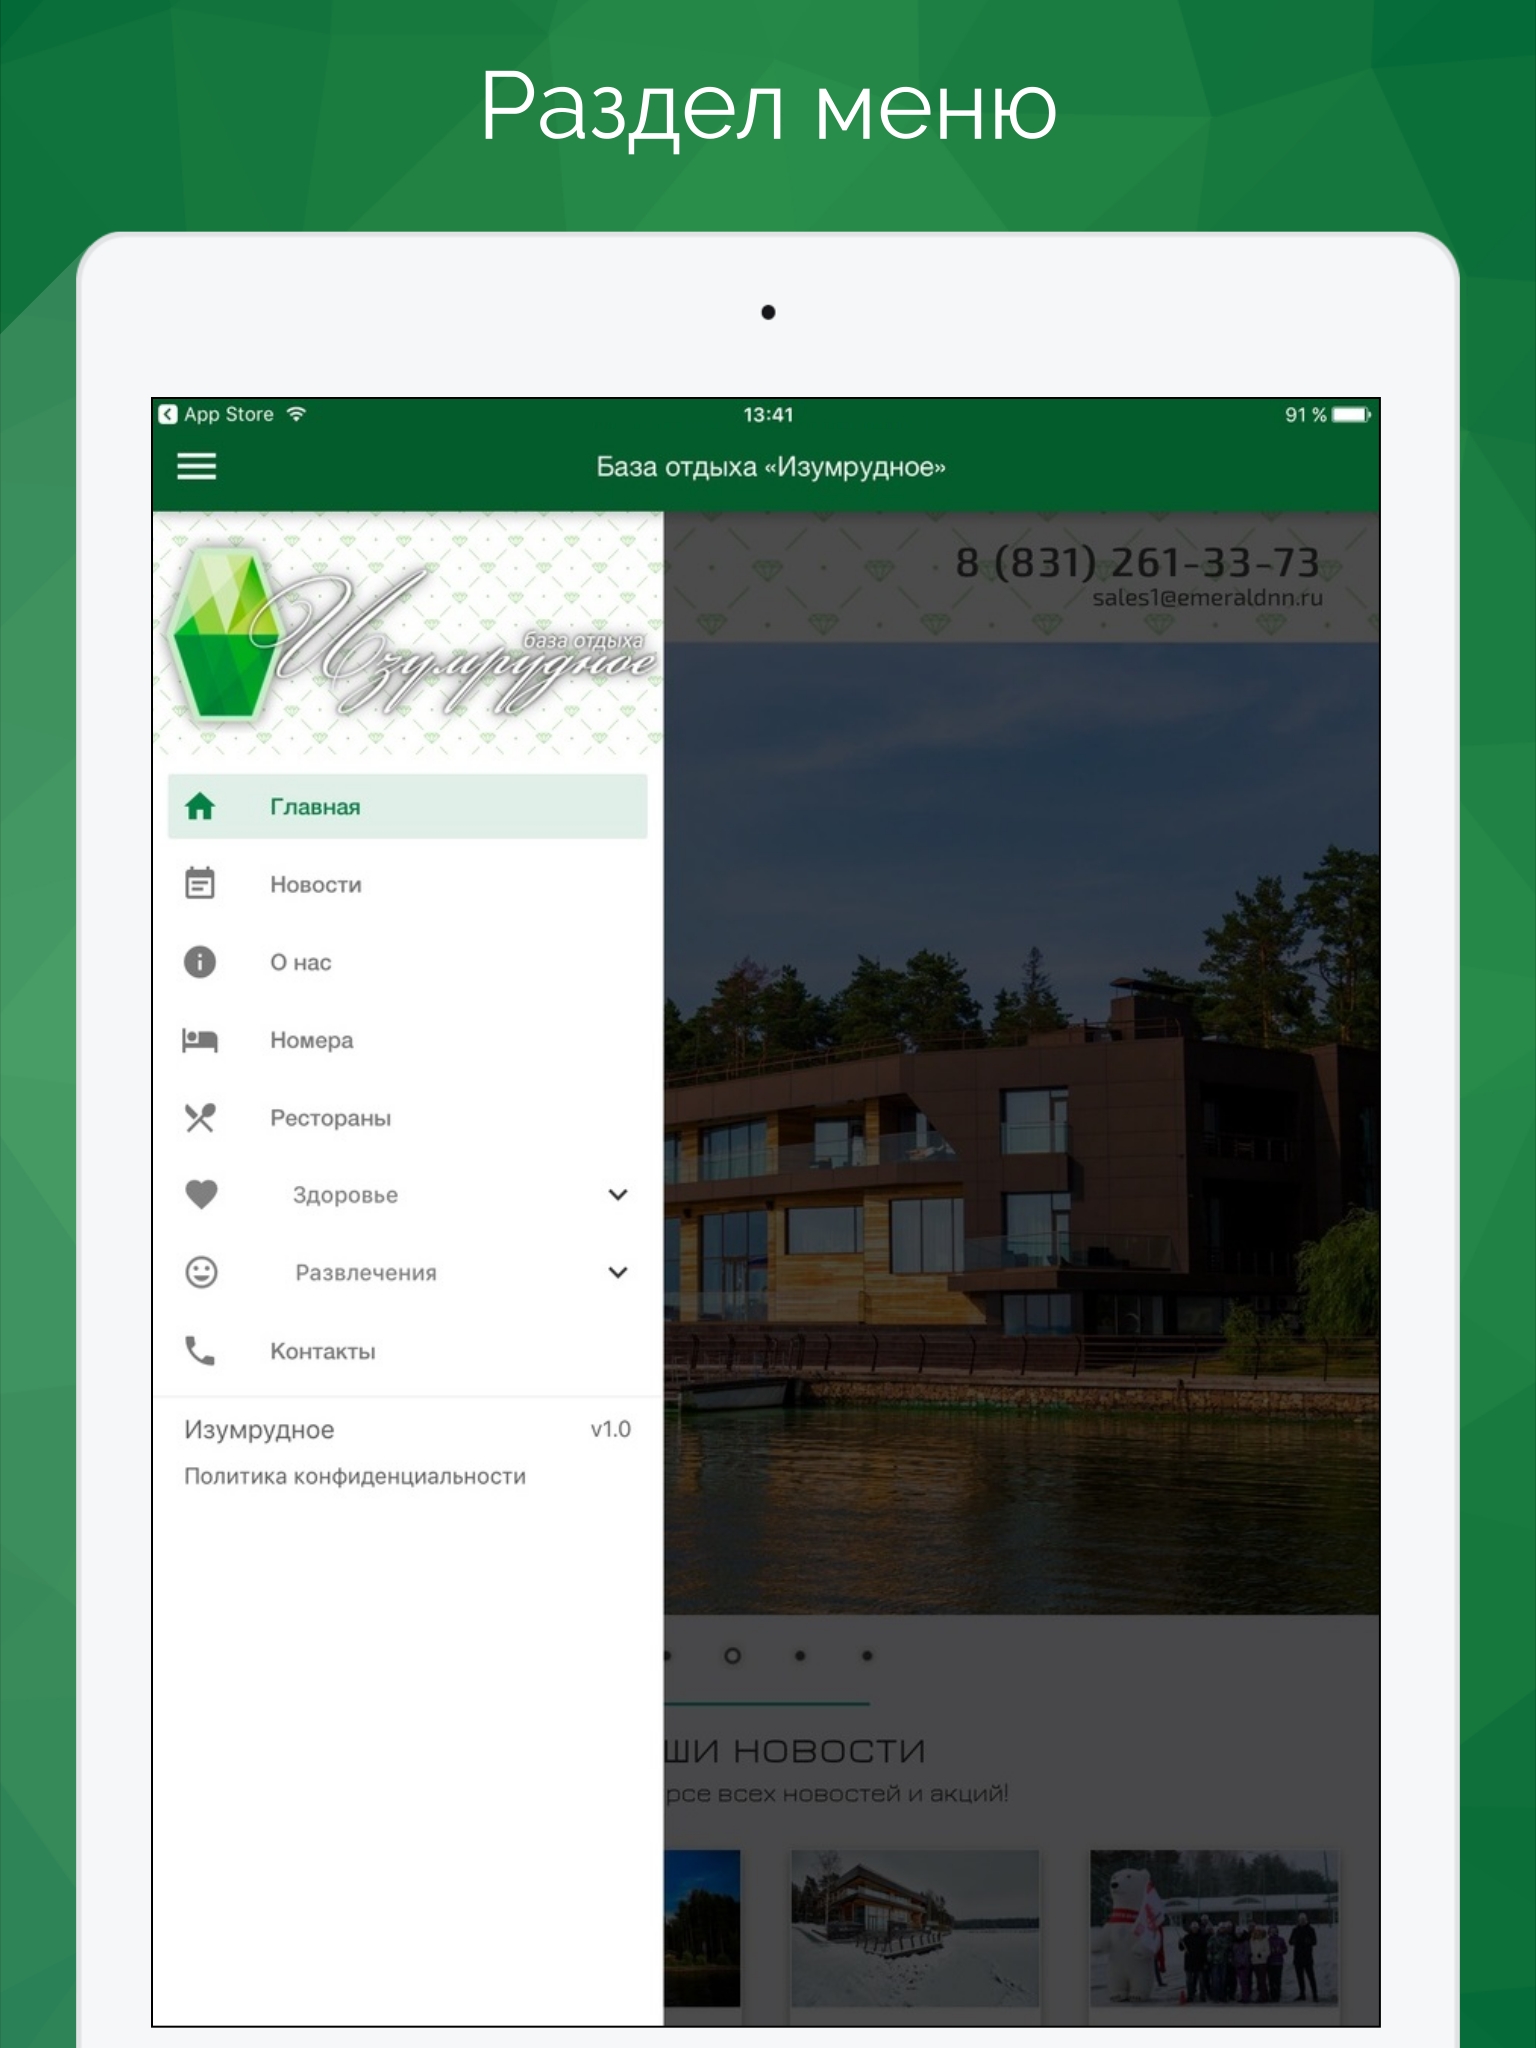 Раздел меню
App Store
13:41
91 %
База отдыха «Изумрудное»
8 (831) 261-33-73
sales1@emeraldnn.ru
база отдыха
Изумрудное
Главная
Новости
О нас
Номера
Рестораны
Здоровье
Развлечения
Контакты
Изумрудное v1.0
Политика конфиденциальности
ши новости
рсе всех новостей и акций!